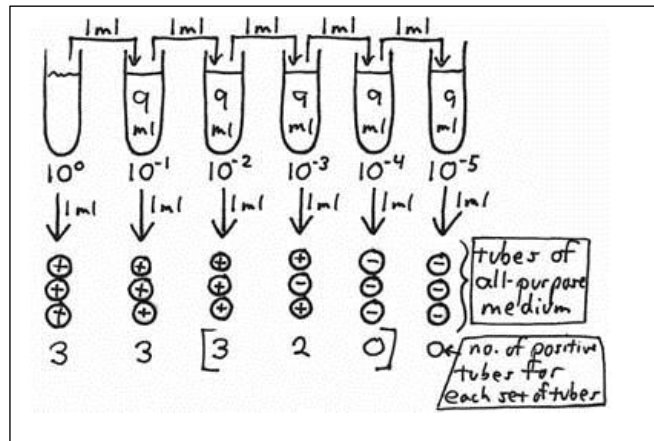 1ml 1ml 1ml 1ml 1ml
9 9 9 9 9
ml ml ml ml ml
10⁰ 10⁻¹ 10⁻² 10⁻³ 10⁻⁴ 10⁻⁵
1ml 1ml 1ml 1ml 1ml 1ml
+ + + + - -
+ + + - - -
+ + + + - -
tubes of
all-purpose
medium
3 3 [3 2 0] 0
no. of positive
tubes for
each set of tubes